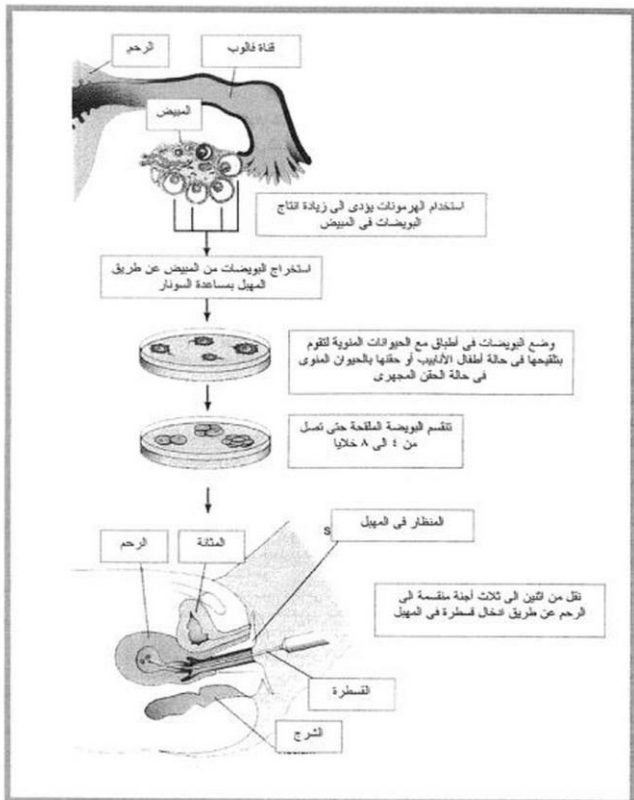 الرحم
قناة فالوب
المبيض
استخدام الهرمونات يؤدى الى زيادة انتاج
البويضات فى المبيض
استخراج البويضات من المبيض عن طريق
المهبل بمساعدة السونار
وضع البويضات فى أطباق مع الحيوانات المنوية لتقوم
بتلقيحها فى حالة أطفال الأنابيب أو حقنها بالحيوان المنوى
فى حالة الحقن المجهرى
تنقسم البويضة الملقحة حتى تصل
من ٤ الى ٨ خلايا
المنظار فى المهبل
s
المثانة
الرحم
نقل من اثنين الى ثلاث أجنة منقسمة الى
الرحم عن طريق ادخال قسطرة فى المهبل
القسطرة
الشرج